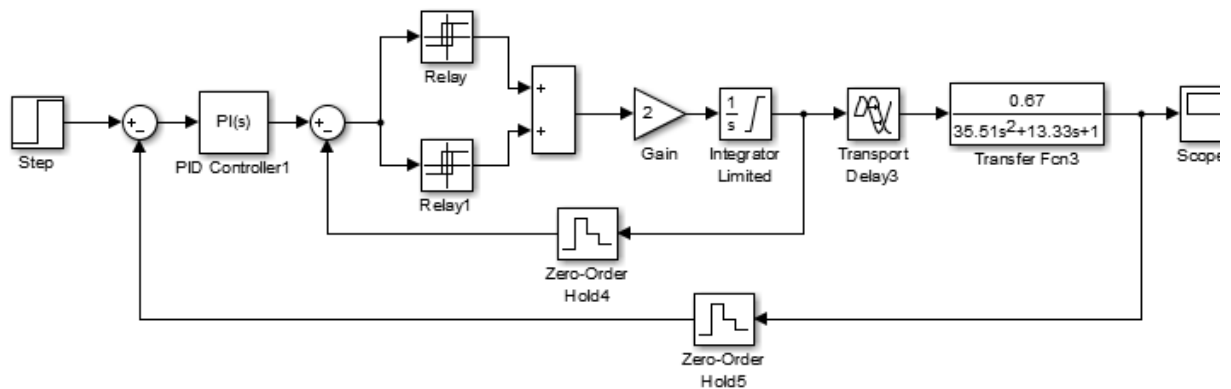 Step
+
−
PI(s)
PID Controller1
+
−
Relay
Relay1
+
+
2
Gain
1
s
Integrator
Limited
Transport
Delay3
0.67
35.51s²+13.33s+1
Transfer Fcn3
Scope
Zero-Order
Hold4
Zero-Order
Hold5